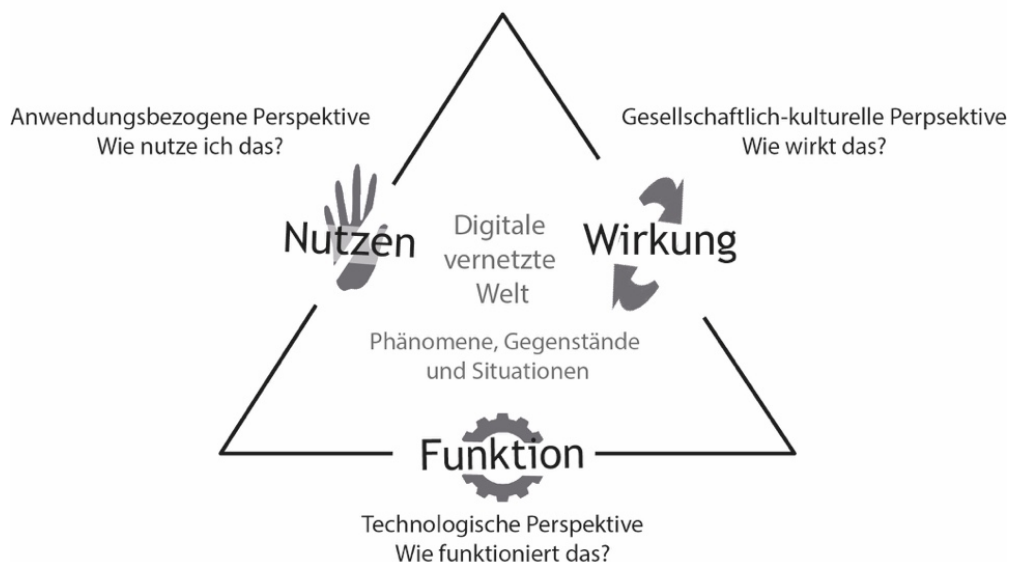 Anwendungsbezogene Perspektive
Wie nutze ich das?
Gesellschaftlich-kulturelle Perpsektive
Wie wirkt das?
Nutzen
Digitale
vernetzte
Welt
Wirkung
Phänomene, Gegenstände
und Situationen
Funktion
Technologische Perspektive
Wie funktioniert das?